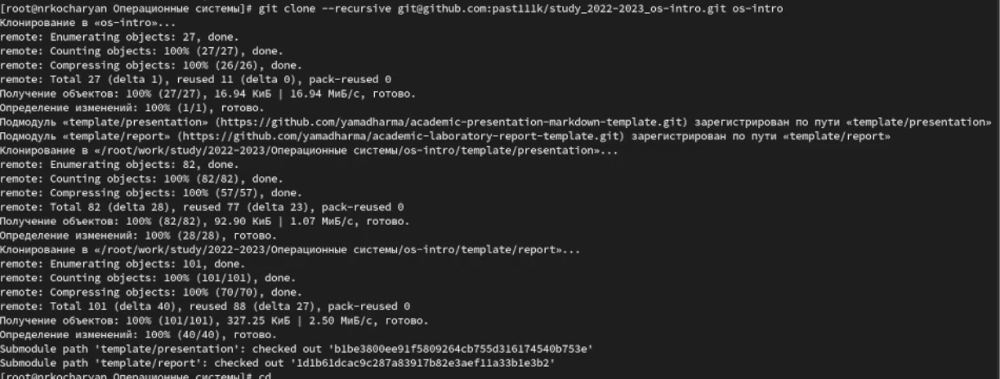 [root@nrkocharyan Операционные системы]# git clone --recursive git@github.com:past111k/study_2022-2023_os-intro.git os-intro
Клонирование в «os-intro»...
remote: Enumerating objects: 27, done.
remote: Counting objects: 100% (27/27), done.
remote: Compressing objects: 100% (26/26), done.
remote: Total 27 (delta 1), reused 11 (delta 0), pack-reused 0
Получение объектов: 100% (27/27), 16.94 КиБ | 16.94 МиБ/с, готово.
Определение изменений: 100% (1/1), готово.
Подмодуль «template/presentation» (https://github.com/yamadharma/academic-presentation-markdown-template.git) зарегистрирован по пути «template/presentation»
Подмодуль «template/report» (https://github.com/yamadharma/academic-laboratory-report-template.git) зарегистрирован по пути «template/report»
Клонирование в «/root/work/study/2022-2023/Операционные системы/os-intro/template/presentation»...
remote: Enumerating objects: 82, done.
remote: Counting objects: 100% (82/82), done.
remote: Compressing objects: 100% (57/57), done.
remote: Total 82 (delta 28), reused 77 (delta 23), pack-reused 0
Получение объектов: 100% (82/82), 92.90 КиБ | 1.07 МиБ/с, готово.
Определение изменений: 100% (28/28), готово.
Клонирование в «/root/work/study/2022-2023/Операционные системы/os-intro/template/report»...
remote: Enumerating objects: 101, done.
remote: Counting objects: 100% (101/101), done.
remote: Compressing objects: 100% (70/70), done.
remote: Total 101 (delta 40), reused 88 (delta 27), pack-reused 0
Получение объектов: 100% (101/101), 327.25 КиБ | 2.50 МиБ/с, готово.
Определение изменений: 100% (40/40), готово.
Submodule path 'template/presentation': checked out 'b1be3800ee91f5809264cb755d316174540b753e'
Submodule path 'template/report': checked out '1d1b61dcac9c287a83917b82e3aef11a33b1e3b2'
[root@nrkocharyan Операционные системы]# cd